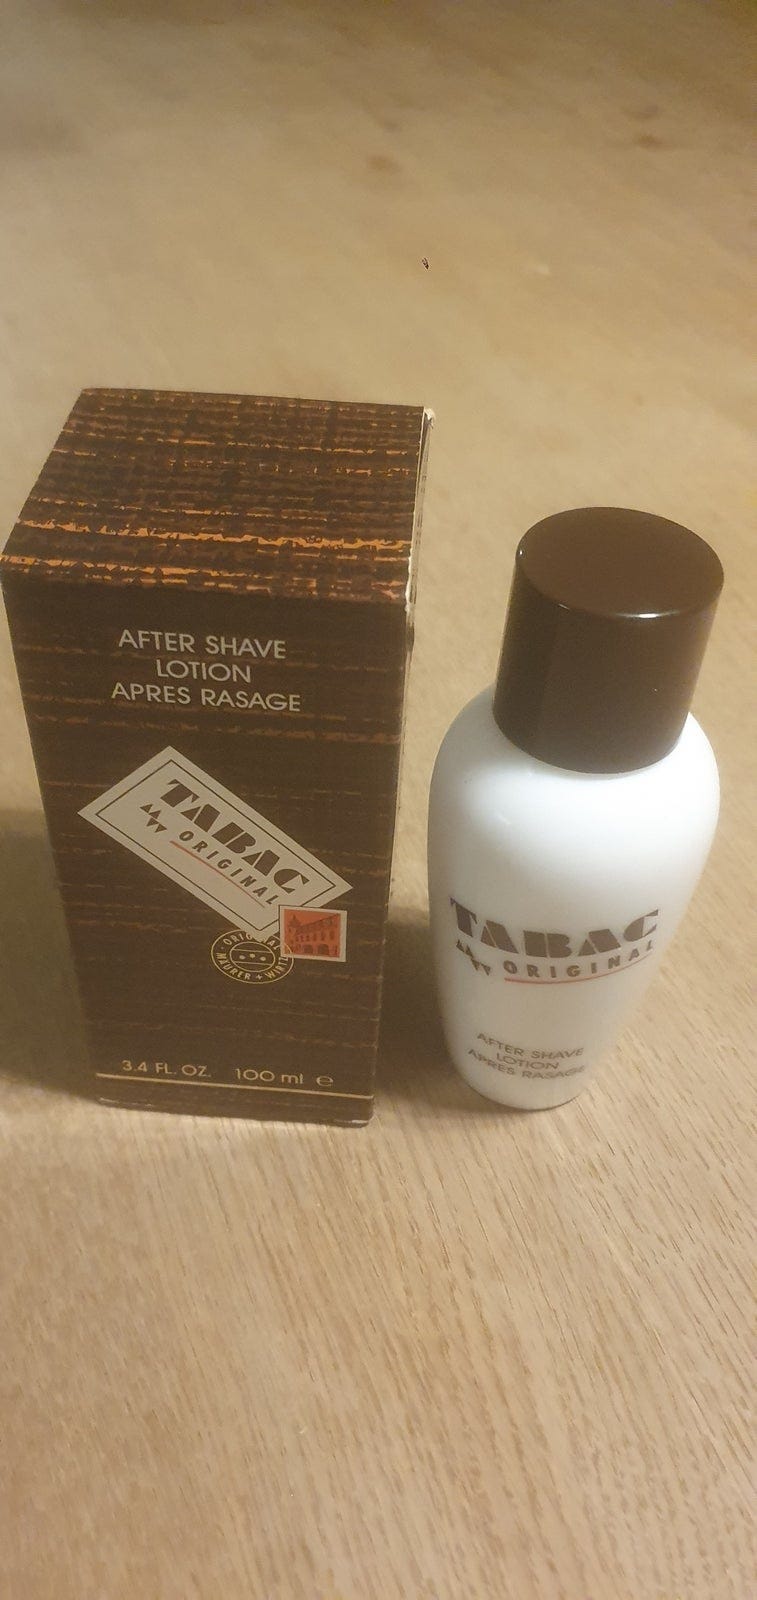 AFTER SHAVE
LOTION
APRES RASAGE
TABAC
ORIGINAL
ORIGINAL
MÄURER + WIRTZ
3.4 FL. OZ. 100 ml ℮
TABAC
ORIGINAL
AFTER SHAVE
LOTION
APRES RASAGE